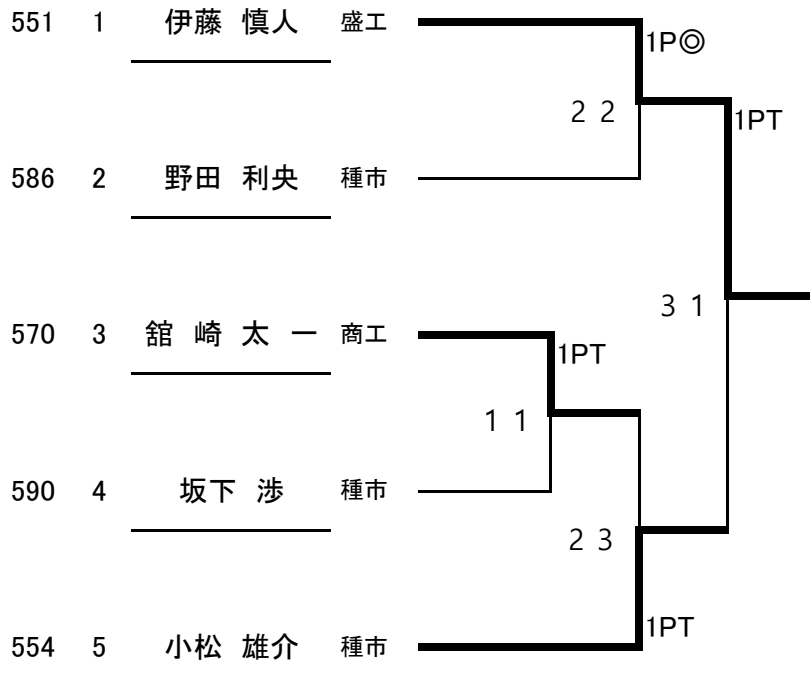 551 1 伊藤 慎人 盛工
1P◎
2 2
1PT
586 2 野田 利央 種市
3 1
570 3 舘 崎 太 一 商工
1PT
1 1
590 4 坂下 渉 種市
2 3
1PT
554 5 小松 雄介 種市